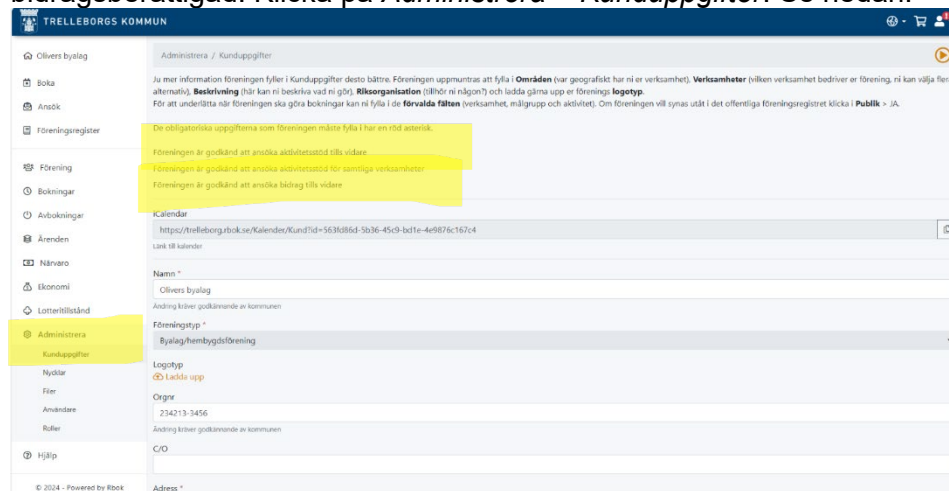 bidragsberättigad. Klicka på Administrera – Kunduppgifter. Se nedan.
TRELLEBORGS KOMMUN
Olivers byalag
Boka
Ansök
Föreningsregister
Förening
Bokningar
Avbokningar
Ärenden
Närvaro
Ekonomi
Lotteritillstånd
Administrera
Kunduppgifter
Nycklar
Filer
Användare
Roller
Hjälp
© 2024 - Powered by Rbok
Administrera / Kunduppgifter
Ju mer information föreningen fyller i Kunduppgifter desto bättre. Föreningen uppmuntras att fylla i Områden (var geografiskt har ni er verksamhet), Verksamheter (vilken verksamhet bedriver er förening, ni kan välja flera
alternativ), Beskrivning (här kan ni beskriva vad ni gör), Riksorganisation (tillhör ni någon?) och ladda gärna upp er förenings logotyp.
För att underlätta när föreningen ska göra bokningar kan ni fylla i de förvalda fälten (verksamhet, målgrupp och aktivitet). Om föreningen vill synas utåt i det offentliga föreningsregistret klicka i Publik > JA.
De obligatoriska uppgifterna som föreningen måste fylla i har en röd asterisk.
Föreningen är godkänd att ansöka aktivitetsstöd tills vidare
Föreningen är godkänd att ansöka aktivitetsstöd för samtliga verksamheter
Föreningen är godkänd att ansöka bidrag tills vidare
iCalendar
https://trelleborg.rbok.se/Kalender/Kund?id=563fd86d-5b36-45c9-bd1e-4e9876c167c4
Länk till kalender
Namn *
Olivers byalag
Ändring kräver godkännande av kommunen
Föreningstyp *
Byalag/hembygdsförening
Logotyp
Ladda upp
Orgnr
234213-3456
Ändring kräver godkännande av kommunen
C/O
Adress *